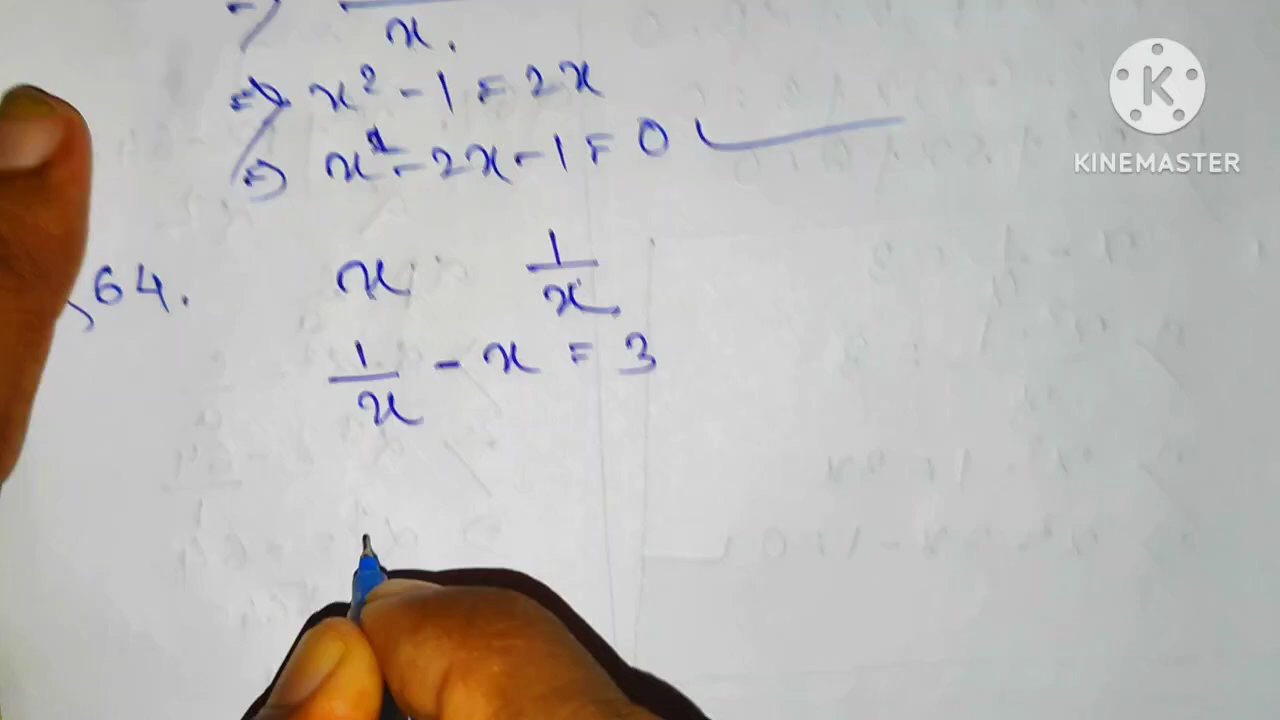 => x
x.
=> x² - 1 = 2x
=> x² - 2x - 1 = 0
64. x 1/x
1/x - x = 3
K
KINEMASTER